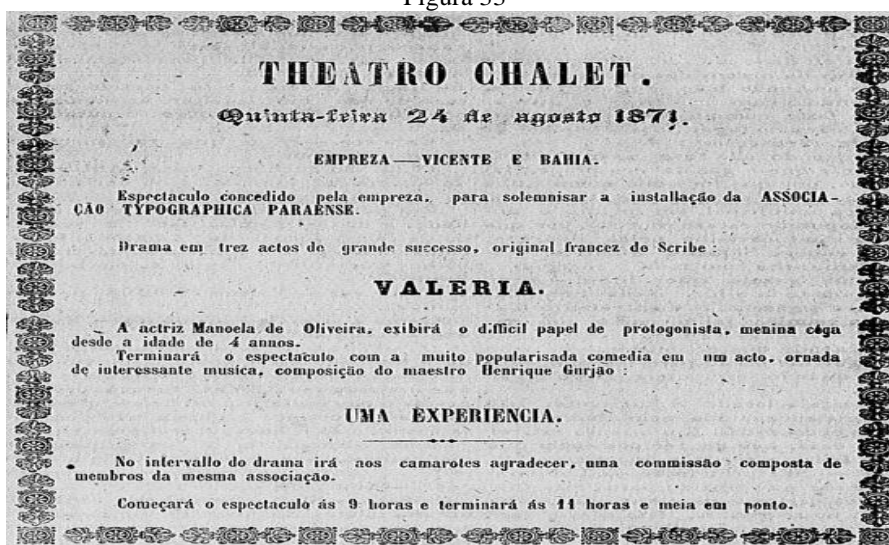 Figura 33
THEATRO CHALET.
Quinta-feira 24 de agosto 1871.
EMPREZA—VICENTE E BAHIA.
Espectaculo concedido pela empreza, para solemnisar a installação da ASSOCIA-
ÇÃO TYPOGRAPHICA PARAENSE.
Drama em trez actos de grande successo, original francez de Scribe :
VALERIA.
A actriz Manoela de Oliveira, exibirá o difficil papel de protogonista, menina céga
desde a idade de 4 annos.
Terminará o espectaculo com a muito popularisada comedia em um acto, ornada
de interessante musica, composição do maestro Henrique Gurjão :
UMA EXPERIENCIA.
No intervallo do drama irá aos camarotes agradecer, uma commissão composta de
membros da mesma associação.
Começará o espectaculo ás 9 horas e terminará ás 11 horas e meia em ponto.